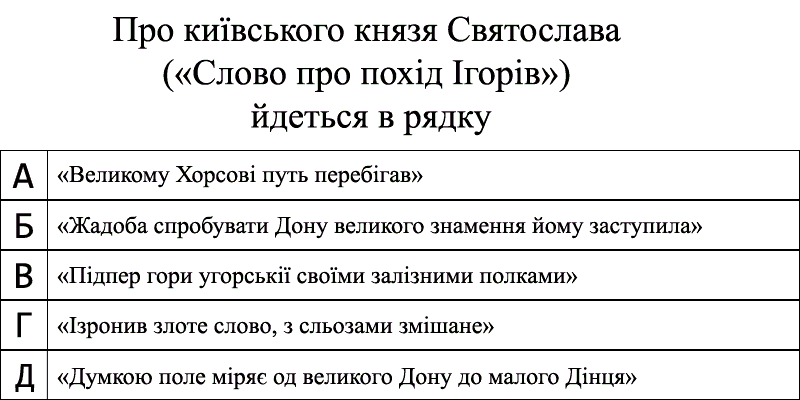 Про київського князя Святослава
(«Слово про похід Ігорів»)
йдеться в рядку
А «Великому Хорсові путь перебігав»
Б «Жадоба спробувати Дону великого знамення йому заступила»
В «Підпер гори угорськії своїми залізними полками»
Г «Ізронив злоте слово, з сльозами змішане»
Д «Думкою поле міряє од великого Дону до малого Дінця»